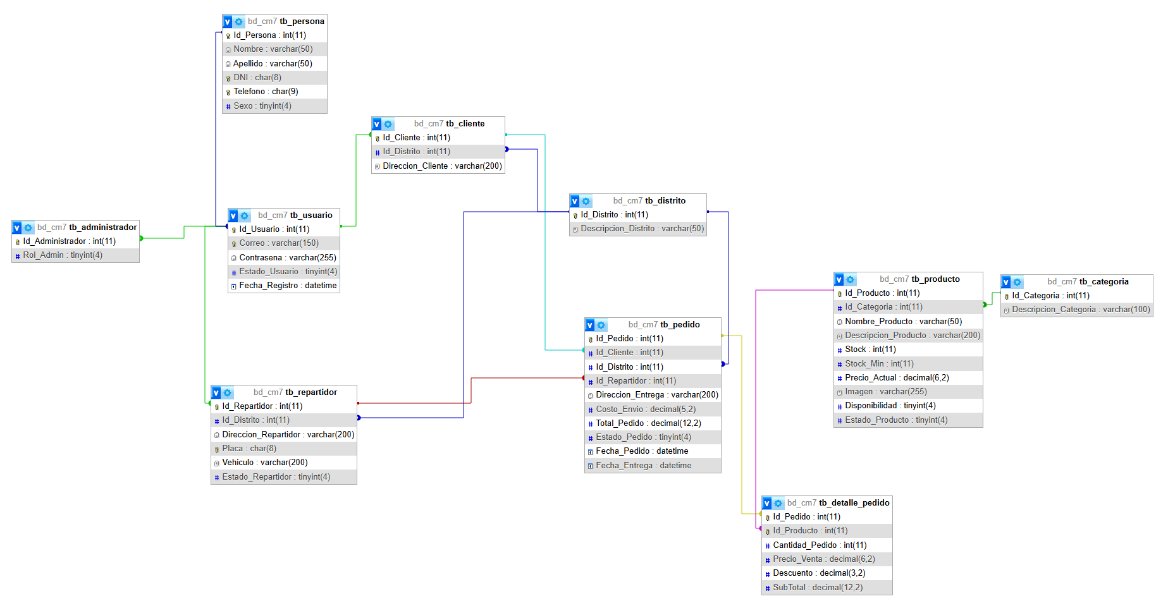 bd_cm7 tb_persona
Id_Persona : int(11)
Nombre : varchar(50)
Apellido : varchar(50)
DNI : char(8)
Telefono : char(9)
Sexo : tinyint(4)
bd_cm7 tb_cliente
Id_Cliente : int(11)
Id_Distrito : int(11)
Direccion_Cliente : varchar(200)
bd_cm7 tb_distrito
Id_Distrito : int(11)
Descripcion_Distrito : varchar(50)
bd_cm7 tb_administrador
Id_Administrador : int(11)
Rol_Admin : tinyint(4)
bd_cm7 tb_usuario
Id_Usuario : int(11)
Correo : varchar(150)
Contrasena : varchar(255)
Estado_Usuario : tinyint(4)
Fecha_Registro : datetime
bd_cm7 tb_producto
Id_Producto : int(11)
Id_Categoria : int(11)
Nombre_Producto : varchar(50)
Descripcion_Producto : varchar(200)
Stock : int(11)
Stock_Min : int(11)
Precio_Actual : decimal(6,2)
Imagen : varchar(255)
Disponibilidad : tinyint(4)
Estado_Producto : tinyint(4)
bd_cm7 tb_categoria
Id_Categoria : int(11)
Descripcion_Categoria : varchar(100)
bd_cm7 tb_pedido
Id_Pedido : int(11)
Id_Cliente : int(11)
Id_Distrito : int(11)
Id_Repartidor : int(11)
Direccion_Entrega : varchar(200)
Costo_Envio : decimal(5,2)
Total_Pedido : decimal(12,2)
Estado_Pedido : tinyint(4)
Fecha_Pedido : datetime
Fecha_Entrega : datetime
bd_cm7 tb_repartidor
Id_Repartidor : int(11)
Id_Distrito : int(11)
Direccion_Repartidor : varchar(200)
Placa : char(8)
Vehiculo : varchar(200)
Estado_Repartidor : tinyint(4)
bd_cm7 tb_detalle_pedido
Id_Pedido : int(11)
Id_Producto : int(11)
Cantidad_Pedido : int(11)
Precio_Venta : decimal(6,2)
Descuento : decimal(3,2)
SubTotal : decimal(12,2)